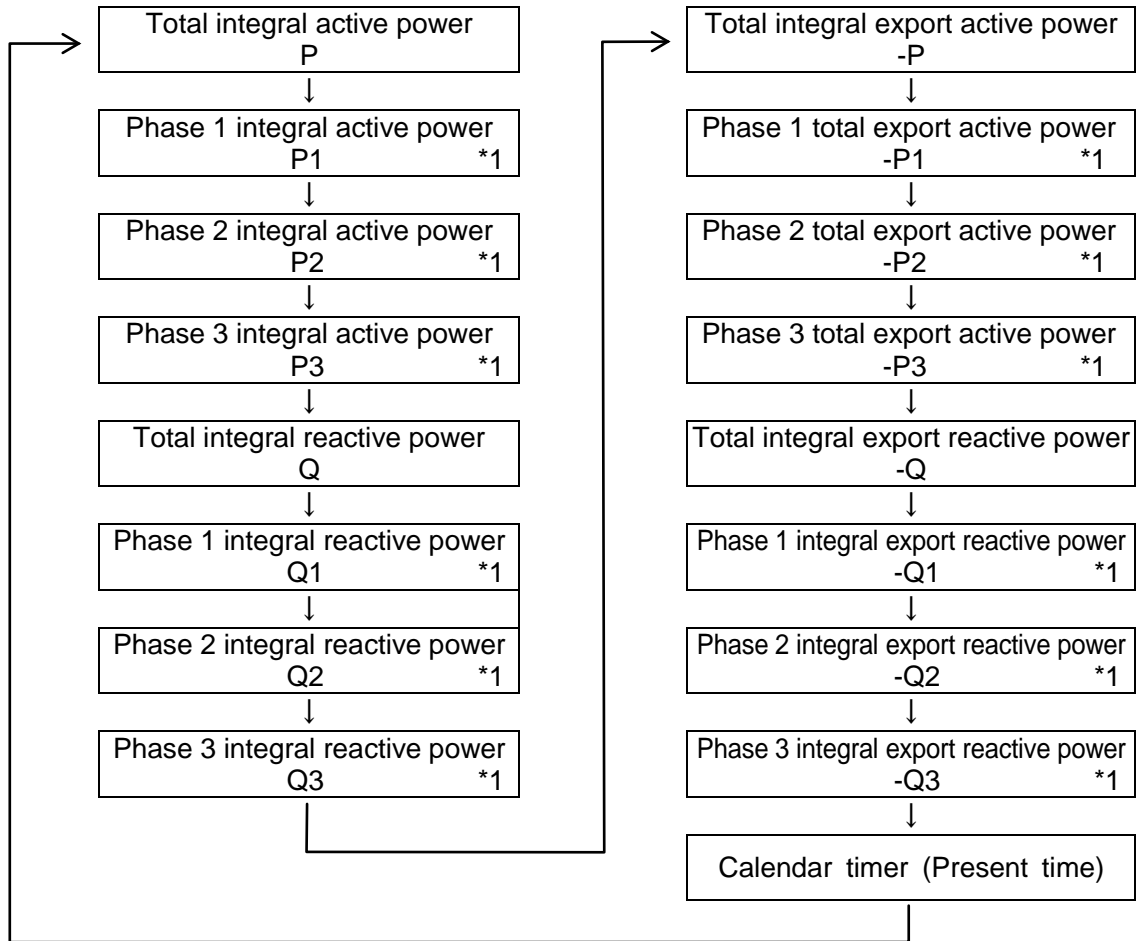 Total integral active power
P
↓
Phase 1 integral active power
P1 *1
↓
Phase 2 integral active power
P2 *1
↓
Phase 3 integral active power
P3 *1
↓
Total integral reactive power
Q
↓
Phase 1 integral reactive power
Q1 *1
↓
Phase 2 integral reactive power
Q2 *1
↓
Phase 3 integral reactive power
Q3 *1
Total integral export active power
-P
↓
Phase 1 total export active power
-P1 *1
↓
Phase 2 total export active power
-P2 *1
↓
Phase 3 total export active power
-P3 *1
↓
Total integral export reactive power
-Q
↓
Phase 1 integral export reactive power
-Q1 *1
↓
Phase 2 integral export reactive power
-Q2 *1
↓
Phase 3 integral export reactive power
-Q3 *1
↓
Calendar timer (Present time)